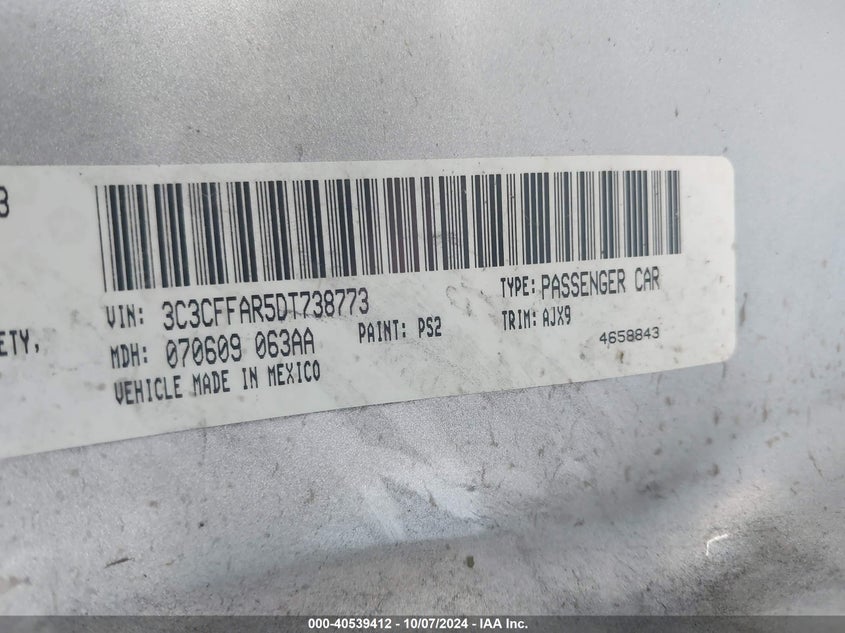 3
ETY,
VIN: 3C3CFFAR5DT738773
TYPE: PASSENGER CAR
MDH: 070609 063AA
PAINT: PS2
TRIM: AJX9
VEHICLE MADE IN MEXICO
4658843
000-40539412 - 10/07/2024 - IAA Inc.